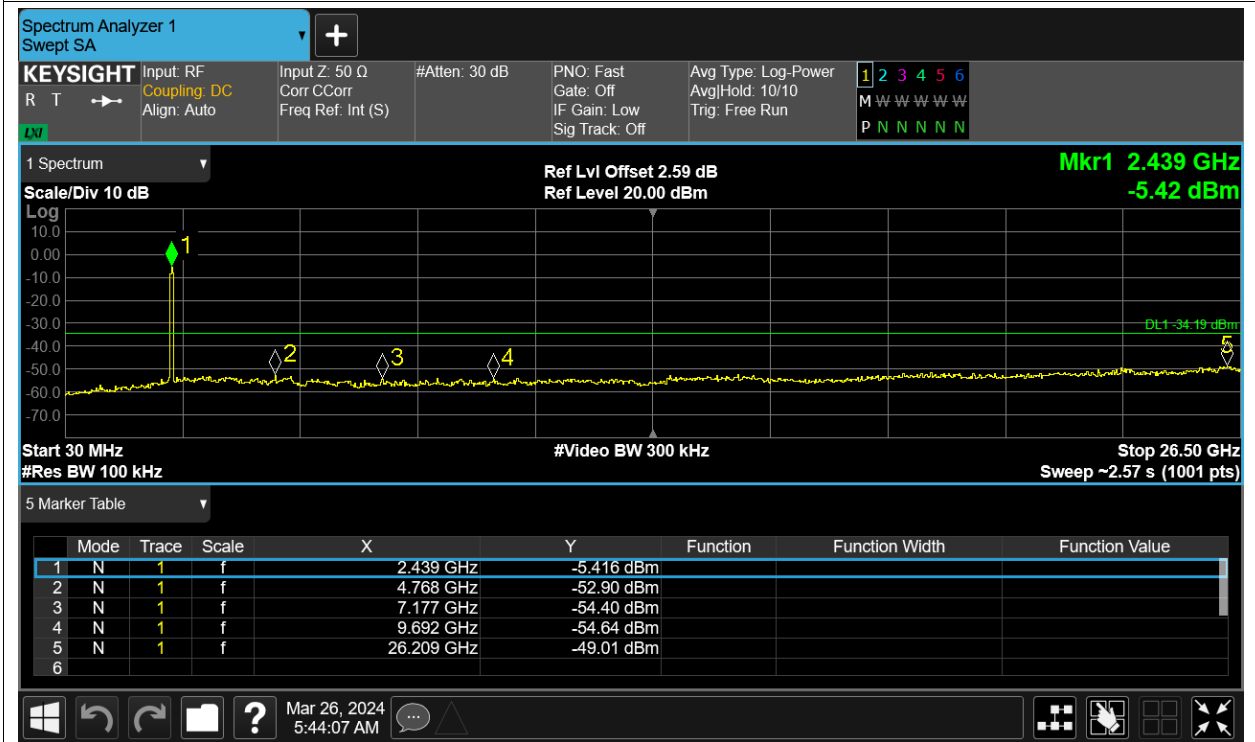 Spectrum Analyzer 1
Swept SA
+
KEYSIGHT
R T
LXI
Input: RF
Coupling: DC
Align: Auto
Input Z: 50 Ω
Corr CCorr
Freq Ref: Int (S)
#Atten: 30 dB
PNO: Fast
Gate: Off
IF Gain: Low
Sig Track: Off
Avg Type: Log-Power
Avg|Hold: 10/10
Trig: Free Run
1 2 3 4 5 6
M W W W W W
P N N N N N
1 Spectrum
Scale/Div 10 dB
Ref Lvl Offset 2.59 dB
Ref Level 20.00 dBm
Mkr1 2.439 GHz
-5.42 dBm
Log
10.0
0.00
-10.0
-20.0
-30.0
-40.0
-50.0
-60.0
-70.0
1
2
3
4
5
DL1 -34.19 dBm
Start 30 MHz
#Video BW 300 kHz
Stop 26.50 GHz
#Res BW 100 kHz
Sweep ~2.57 s (1001 pts)
5 Marker Table
Mode Trace Scale X Y Function Function Width Function Value
1 N 1 f 2.439 GHz -5.416 dBm
2 N 1 f 4.768 GHz -52.90 dBm
3 N 1 f 7.177 GHz -54.40 dBm
4 N 1 f 9.692 GHz -54.64 dBm
5 N 1 f 26.209 GHz -49.01 dBm
6
?
Mar 26, 2024
5:44:07 AM